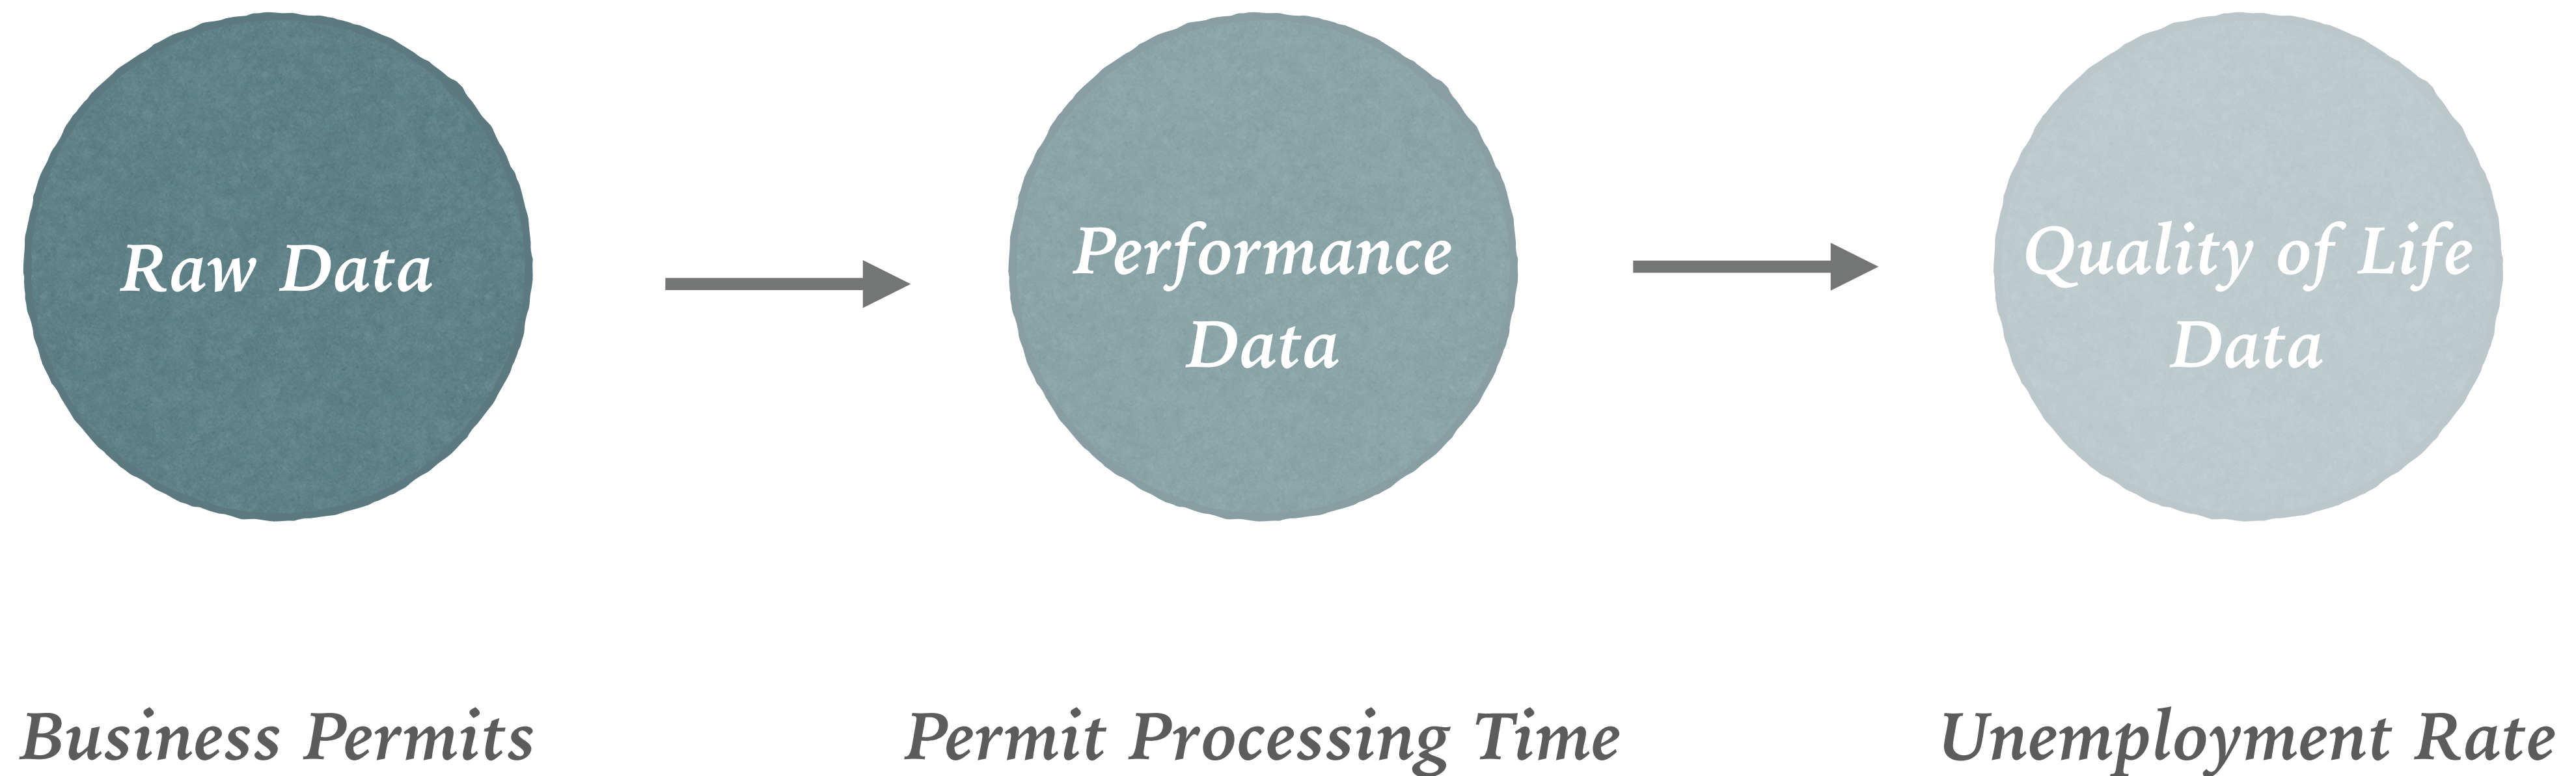 Raw Data
Performance
Data
Quality of Life
Data
Business Permits
Permit Processing Time
Unemployment Rate